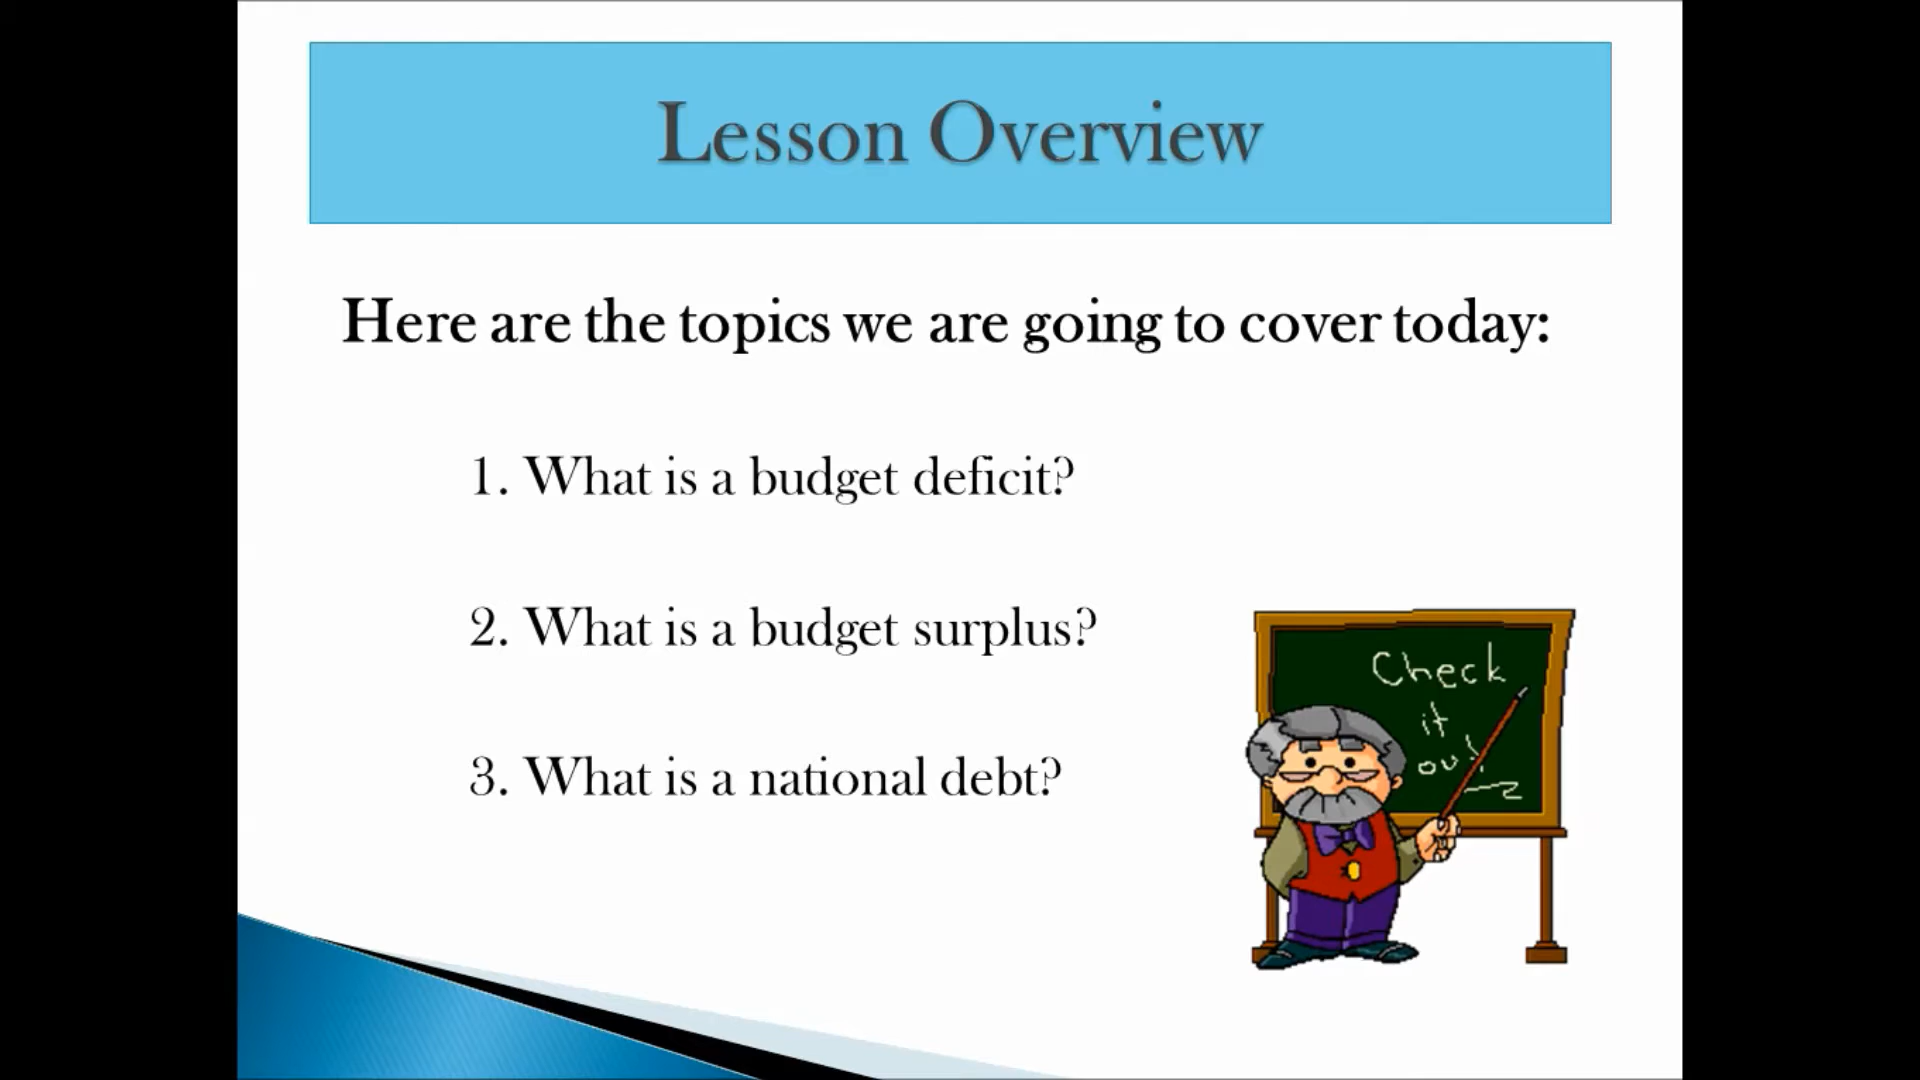 Lesson Overview
Here are the topics we are going to cover today:
1. What is a budget deficit?
2. What is a budget surplus?
3. What is a national debt?
Check
it
out